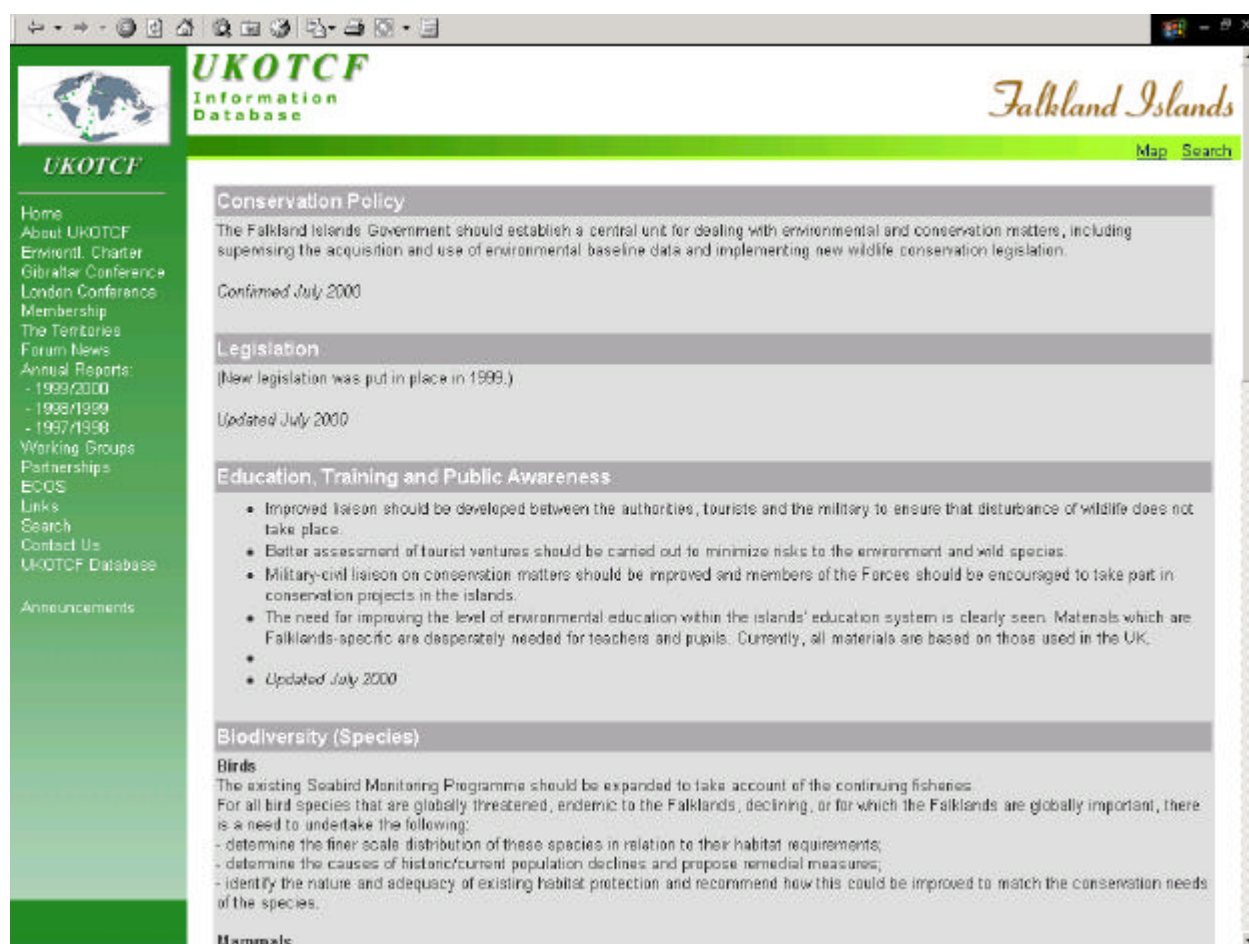 UKOTCF
Information
Database
Falkland Islands
Map Search
UKOTCF
Home
About UKOTCF
Environtl. Charter
Gibraltar Conference
London Conference
Membership
The Territories
Forum News
Annual Reports:
- 1999/2000
- 1998/1999
- 1997/1998
Working Groups
Partnerships
ECOS
Links
Search
Contact Us
UKOTCF Database
Announcements
Conservation Policy
The Falkland Islands Government should establish a central unit for dealing with environmental and conservation matters, including
supervising the acquisition and use of environmental baseline data and implementing new wildlife conservation legislation.
Confirmed July 2000
Legislation
(New legislation was put in place in 1999.)
Updated July 2000
Education, Training and Public Awareness
• Improved liaison should be developed between the authorities, tourists and the military to ensure that disturbance of wildlife does not
take place.
• Better assessment of tourist ventures should be carried out to minimize risks to the environment and wild species.
• Military-civil liaison on conservation matters should be improved and members of the Forces should be encouraged to take part in
conservation projects in the islands.
• The need for improving the level of environmental education within the islands' education system is clearly seen. Materials which are
Falklands-specific are desperately needed for teachers and pupils. Currently, all materials are based on those used in the UK.
•
• Updated July 2000
Biodiversity (Species)
Birds
The existing Seabird Monitoring Programme should be expanded to take account of the continuing fisheries.
For all bird species that are globally threatened, endemic to the Falklands, declining, or for which the Falklands are globally important, there
is a need to undertake the following:
- determine the finer scale distribution of these species in relation to their habitat requirements;
- determine the causes of historic/current population declines and propose remedial measures;
- identify the nature and adequacy of existing habitat protection and recommend how this could be improved to match the conservation needs
of the species.
Mammals